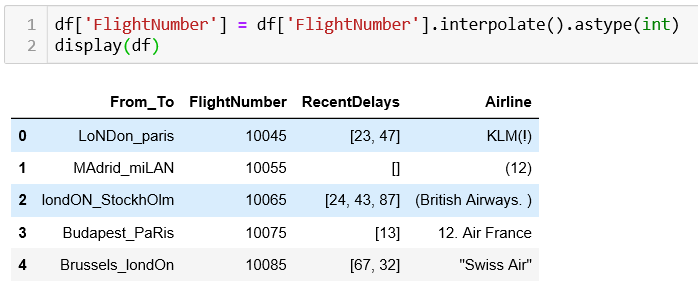 1 df['FlightNumber'] = df['FlightNumber'].interpolate().astype(int)
2 display(df)
From_To FlightNumber RecentDelays Airline
0 LoNDon_paris 10045 [23, 47] KLM(!)
1 MAdrid_miLAN 10055 [] (12)
2 londON_StockhOlm 10065 [24, 43, 87] (British Airways. )
3 Budapest_PaRis 10075 [13] 12. Air France
4 Brussels_londOn 10085 [67, 32] "Swiss Air"